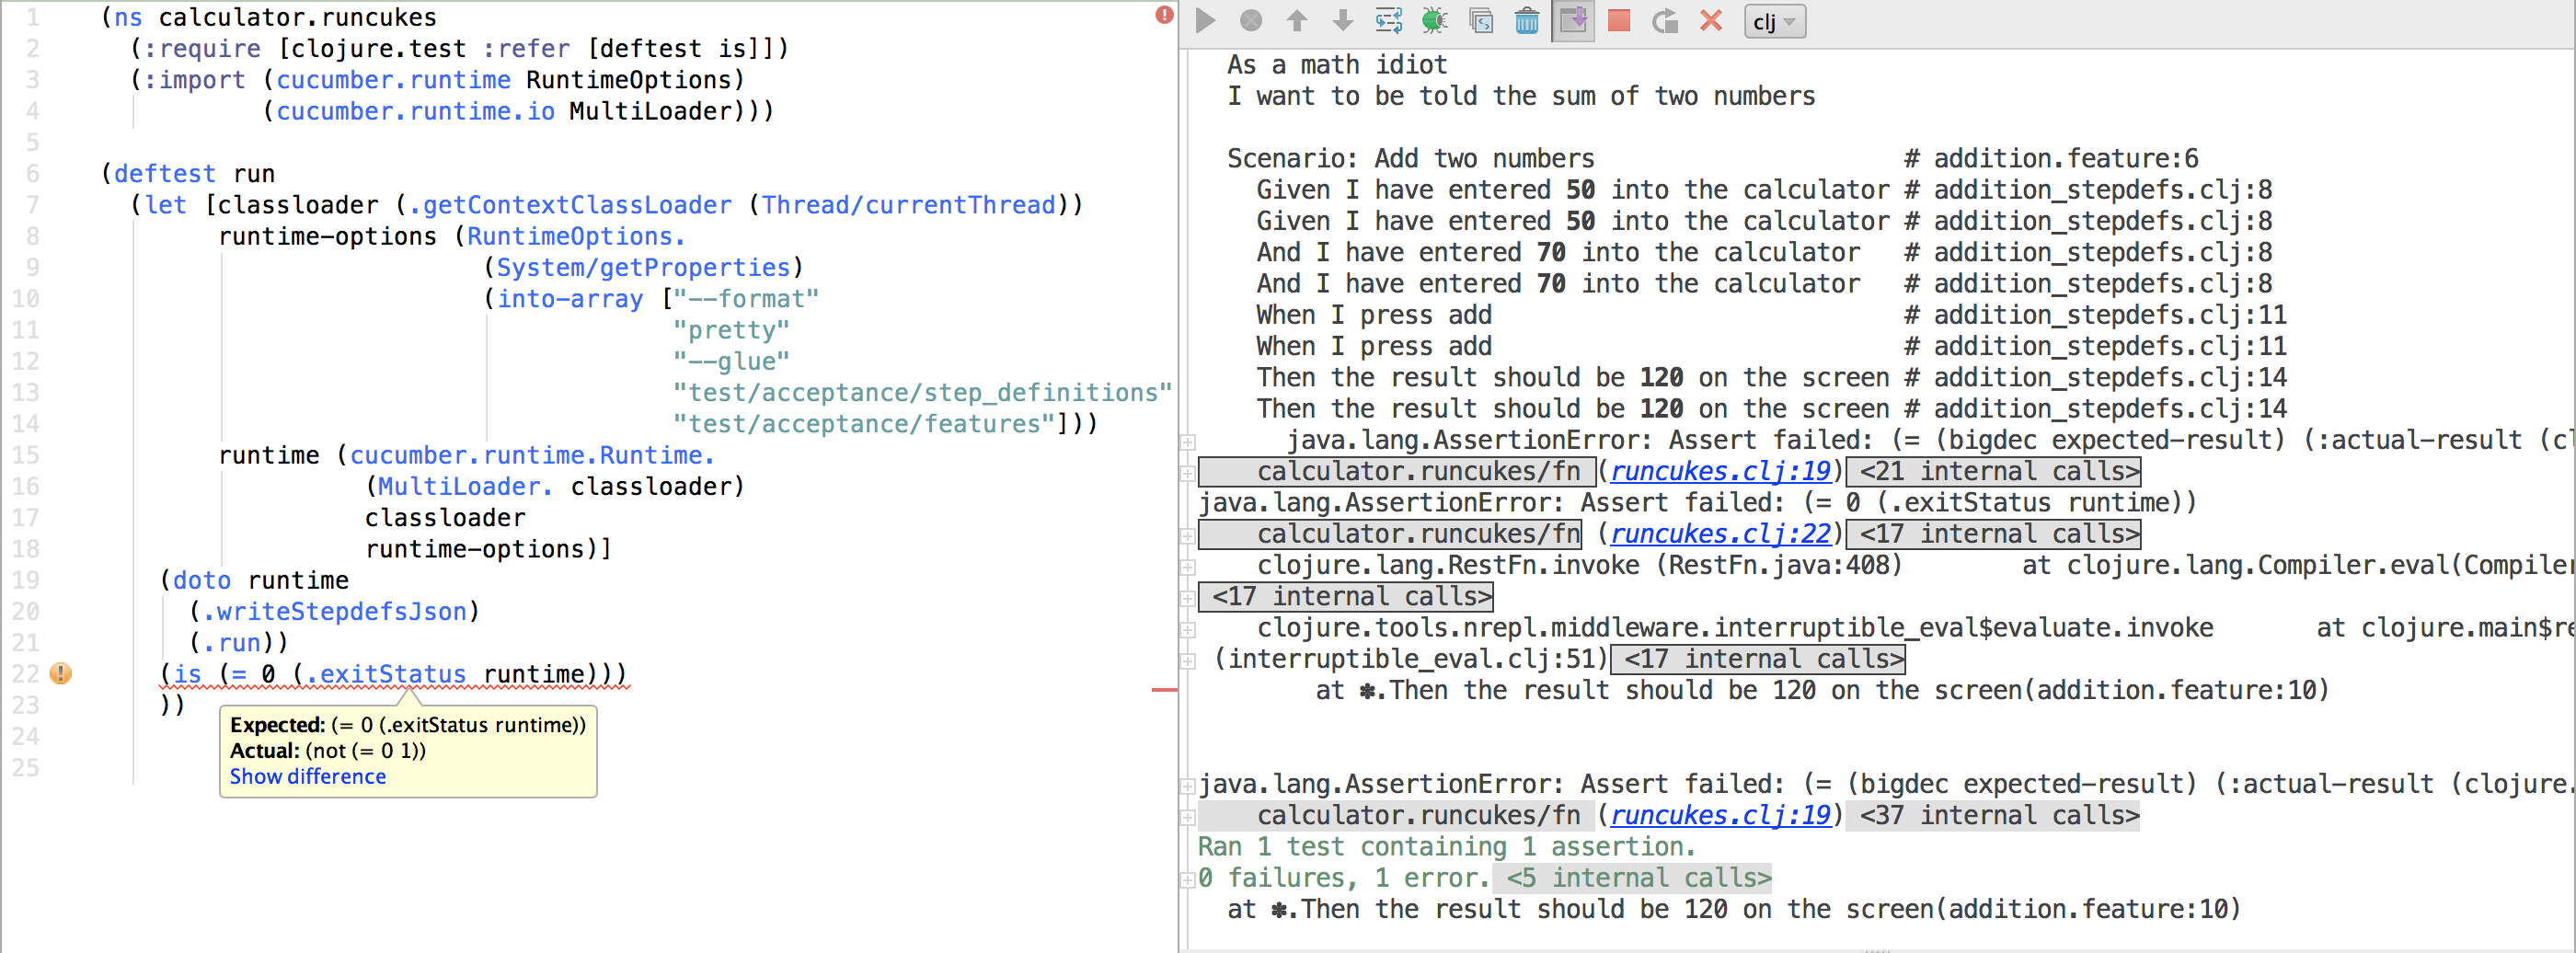 1 (ns calculator.runcukes
2 (:require [clojure.test :refer [deftest is]])
3 (:import (cucumber.runtime RuntimeOptions)
4 (cucumber.runtime.io MultiLoader)))
5
6 (deftest run
7 (let [classloader (.getContextClassLoader (Thread/currentThread))
8 runtime-options (RuntimeOptions.
9 (System/getProperties)
10 (into-array ["--format"
11 "pretty"
12 "--glue"
13 "test/acceptance/step_definitions"
14 "test/acceptance/features"]))
15 runtime (cucumber.runtime.Runtime.
16 (MultiLoader. classloader)
17 classloader
18 runtime-options)]
19 (doto runtime
20 (.writeStepdefsJson)
21 (.run))
22 (is (= 0 (.exitStatus runtime)))
23 ))
24
25
Expected: (= 0 (.exitStatus runtime))
Actual: (not (= 0 1))
Show difference
clj
As a math idiot
I want to be told the sum of two numbers
Scenario: Add two numbers # addition.feature:6
Given I have entered 50 into the calculator # addition_stepdefs.clj:8
Given I have entered 50 into the calculator # addition_stepdefs.clj:8
And I have entered 70 into the calculator # addition_stepdefs.clj:8
And I have entered 70 into the calculator # addition_stepdefs.clj:8
When I press add # addition_stepdefs.clj:11
When I press add # addition_stepdefs.clj:11
Then the result should be 120 on the screen # addition_stepdefs.clj:14
Then the result should be 120 on the screen # addition_stepdefs.clj:14
java.lang.AssertionError: Assert failed: (= (bigdec expected-result) (:actual-result (cl
calculator.runcukes/fn (runcukes.clj:19) <21 internal calls>
java.lang.AssertionError: Assert failed: (= 0 (.exitStatus runtime))
calculator.runcukes/fn (runcukes.clj:22) <17 internal calls>
clojure.lang.RestFn.invoke (RestFn.java:408) at clojure.lang.Compiler.eval(Compiler
<17 internal calls>
clojure.tools.nrepl.middleware.interruptible_eval$evaluate.invoke at clojure.main$re
(interruptible_eval.clj:51) <17 internal calls>
at ✽.Then the result should be 120 on the screen(addition.feature:10)
java.lang.AssertionError: Assert failed: (= (bigdec expected-result) (:actual-result (clojure.
calculator.runcukes/fn (runcukes.clj:19) <37 internal calls>
Ran 1 test containing 1 assertion.
0 failures, 1 error. <5 internal calls>
at ✽.Then the result should be 120 on the screen(addition.feature:10)